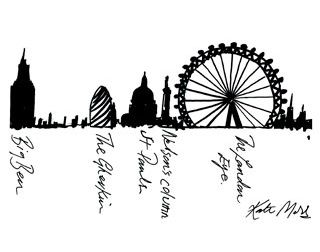 Big Ben
The Gherkin
St Pauls
Nelson's column
The London
Eye.
Kate Moss